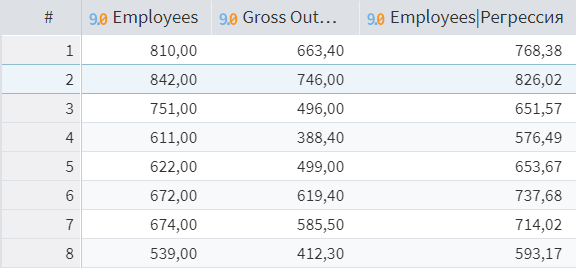 # 9.0 Employees 9.0 Gross Out... 9.0 Employees|Регрессия
1 810,00 663,40 768,38
2 842,00 746,00 826,02
3 751,00 496,00 651,57
4 611,00 388,40 576,49
5 622,00 499,00 653,67
6 672,00 619,40 737,68
7 674,00 585,50 714,02
8 539,00 412,30 593,17